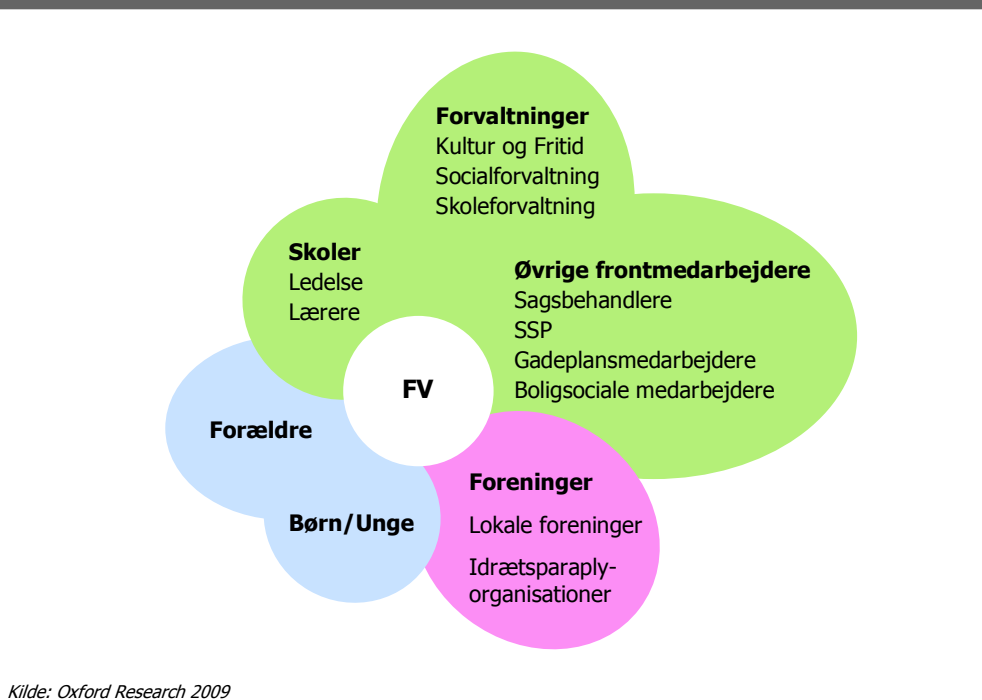 Forvaltninger
Kultur og Fritid
Socialforvaltning
Skoleforvaltning
Skoler
Ledelse
Lærere
Øvrige frontmedarbejdere
Sagsbehandlere
SSP
Gadeplansmedarbejdere
Boligsociale medarbejdere
FV
Forældre
Børn/Unge
Foreninger
Lokale foreninger
Idrætsparaply-
organisationer
Kilde: Oxford Research 2009